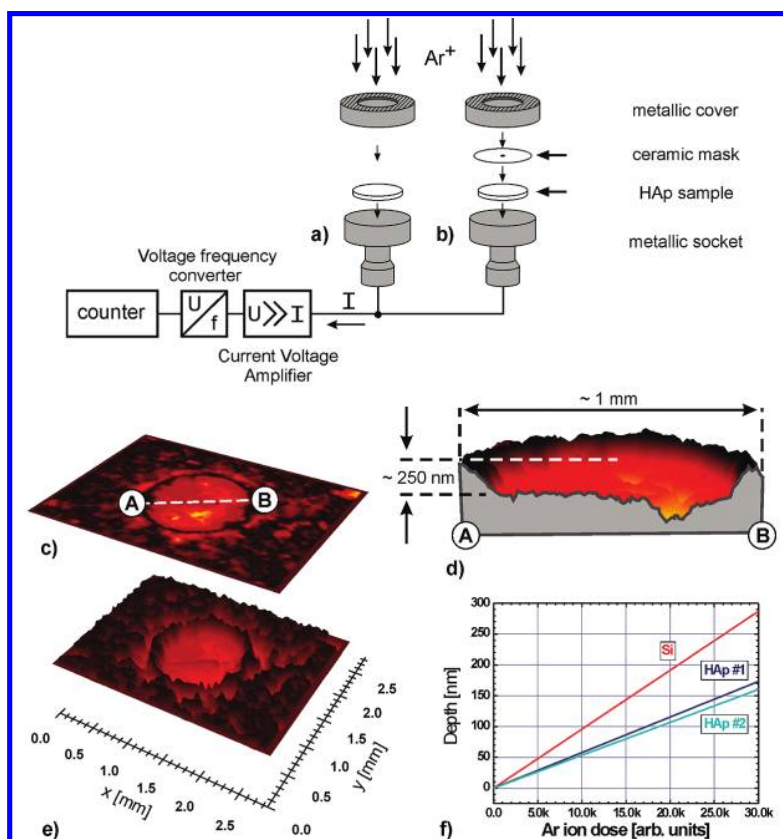 Ar+
metallic cover
ceramic mask
HAp sample
a)
b)
metallic socket
Voltage frequency
converter
counter
U
f
U≫I
I
Current Voltage
Amplifier
~ 1 mm
~ 250 nm
A
B
c)
A
B
d)
0.0
0.5
1.0
1.5
2.0
2.5
x [mm]
0.0
0.5
1.0
1.5
2.0
2.5
y [mm]
e)
300
250
200
150
100
50
0
Depth [nm]
Si
HAp #1
HAp #2
0.0
5.0k
10.0k
15.0k
20.0k
25.0k
30.0k
Ar ion dose [arb. units]
f)